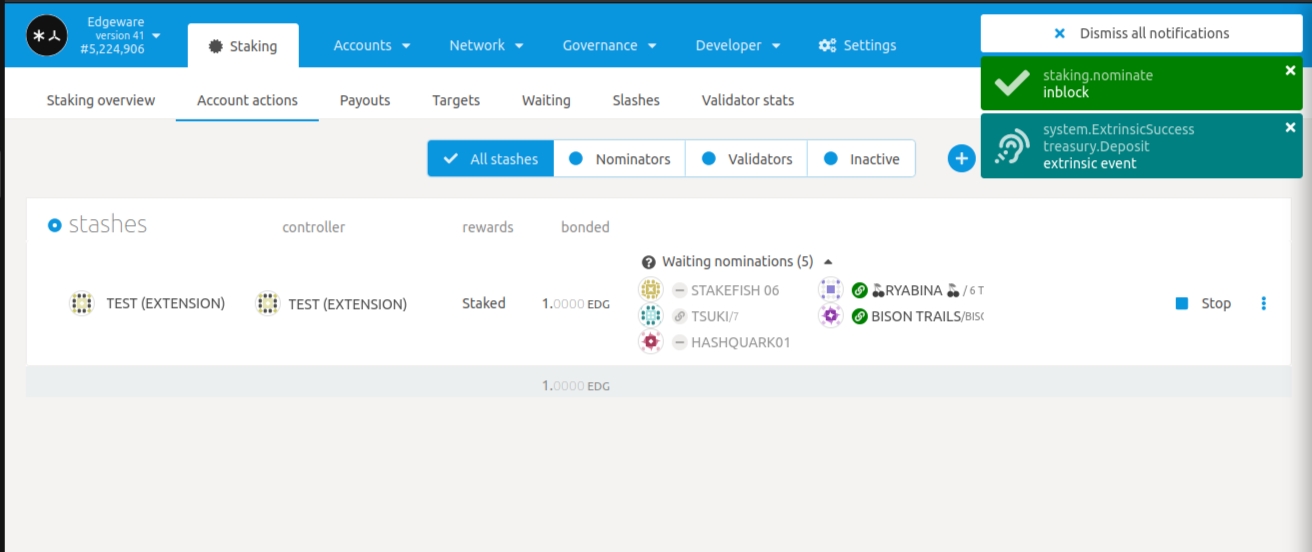 Edgeware
version 41
#5,224,906
Staking
Accounts
Network
Governance
Developer
Settings
Dismiss all notifications
staking.nominate
inblock
system.ExtrinsicSuccess
treasury.Deposit
extrinsic event
Staking overview
Account actions
Payouts
Targets
Waiting
Slashes
Validator stats
All stashes
Nominators
Validators
Inactive
stashes
controller
rewards
bonded
Waiting nominations (5)
TEST (EXTENSION)
TEST (EXTENSION)
Staked
1.0000 EDG
STAKEFISH 06
TSUKI/7
HASHQUARK01
🍒RYABINA 🍒 / 6 T
BISON TRAILS/BISC
Stop
1.0000 EDG